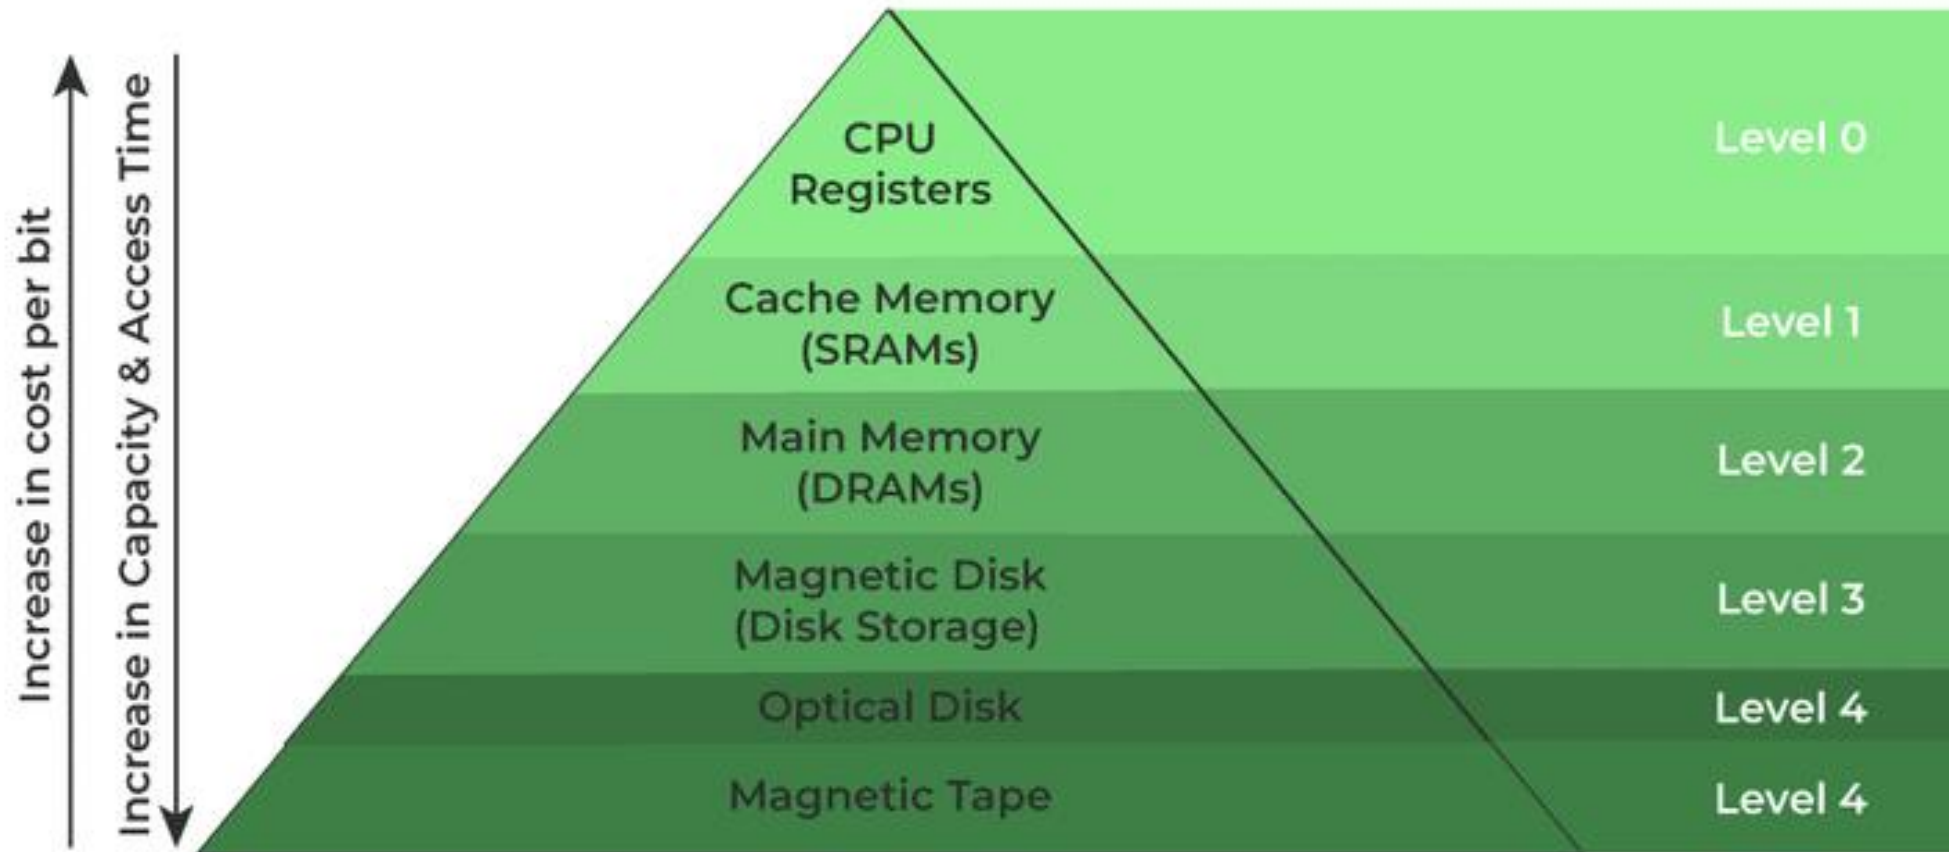 Increase in cost per bit
Increase in Capacity & Access Time
CPU
Registers
Level 0
Cache Memory
(SRAMs)
Level 1
Main Memory
(DRAMs)
Level 2
Magnetic Disk
(Disk Storage)
Level 3
Optical Disk
Level 4
Magnetic Tape
Level 4